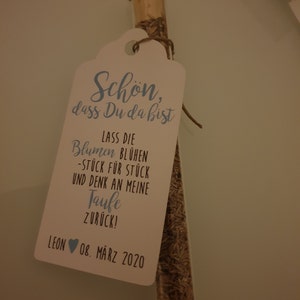 Schön,
dass Du da bist
LASS DIE
Blumen BLÜHEN
-STÜCK FÜR STÜCK
UND DENK AN MEINE
Taufe
ZURÜCK!
LEON 08. MÄRZ 2020